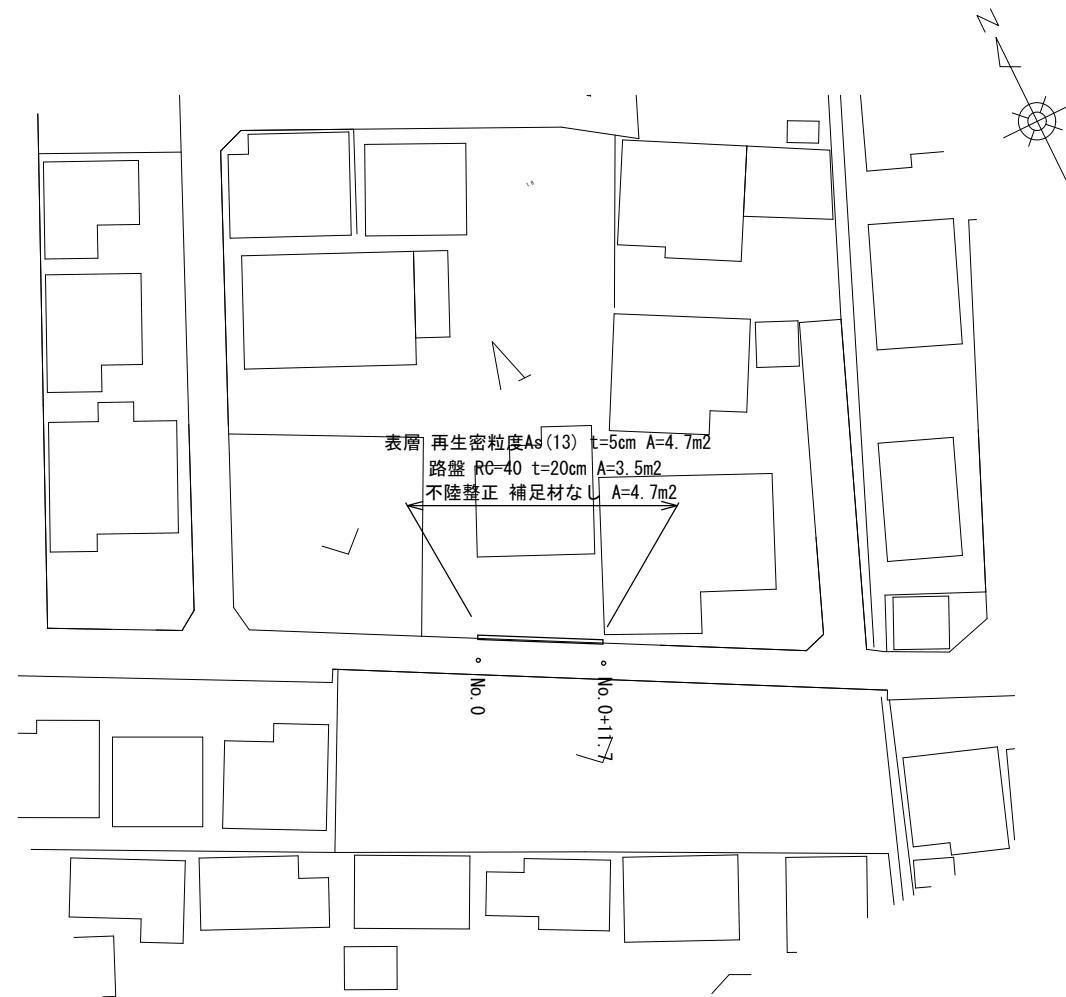 N
表層 再生密粒度As(13) t=5cm A=4.7m2
路盤 RC-40 t=20cm A=3.5m2
不陸整正 補足材なし A=4.7m2
No.0
No.0+11.7